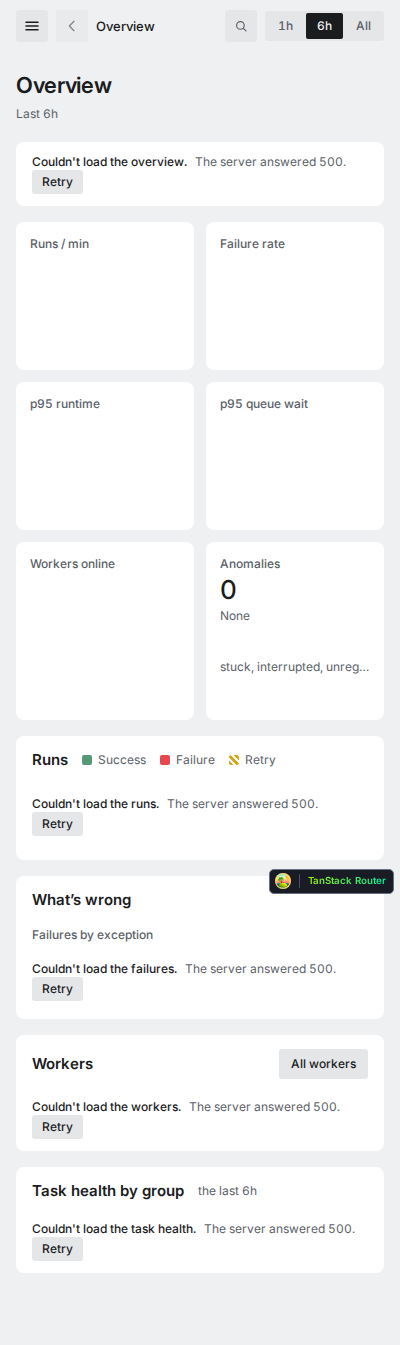 Overview
1h
6h
All
Overview
Last 6h
Couldn't load the overview. The server answered 500.
Retry
Runs / min
Failure rate
p95 runtime
p95 queue wait
Workers online
Anomalies
0
None
stuck, interrupted, unreg...
Runs
Success
Failure
Retry
Couldn't load the runs. The server answered 500.
Retry
TanStack Router
What's wrong
Failures by exception
Couldn't load the failures. The server answered 500.
Retry
Workers
All workers
Couldn't load the workers. The server answered 500.
Retry
Task health by group
the last 6h
Couldn't load the task health. The server answered 500.
Retry